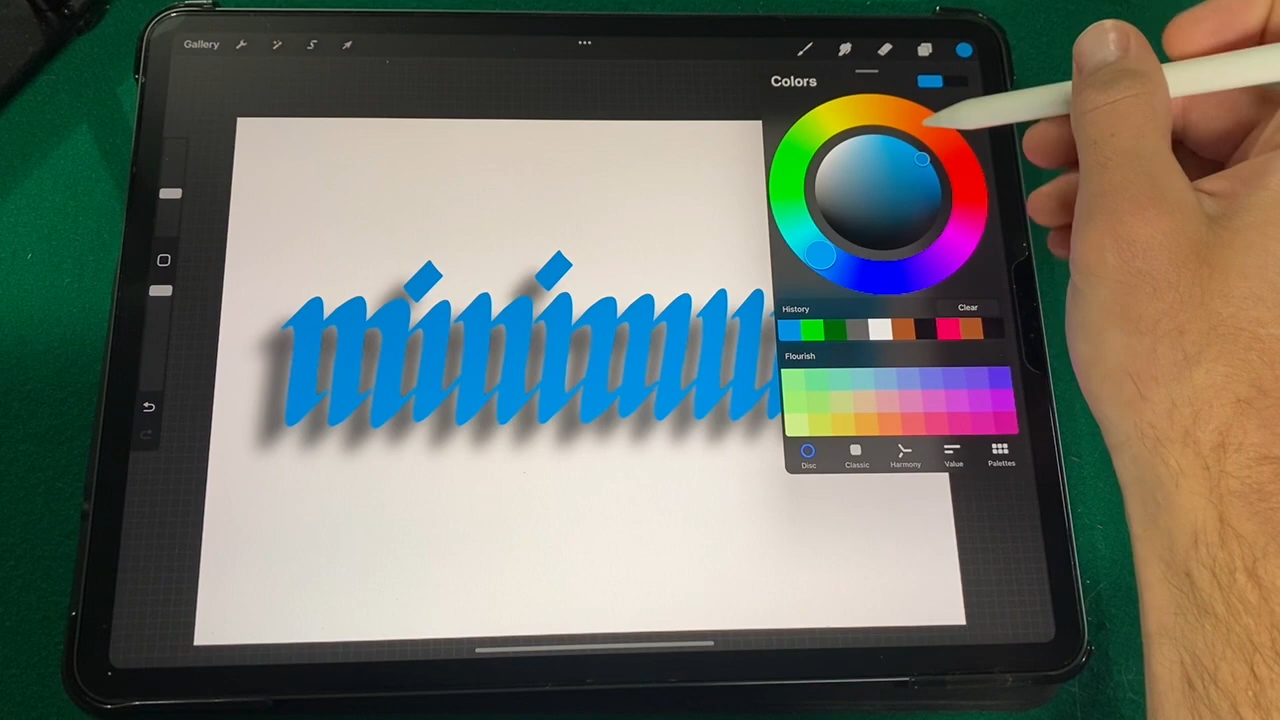 Gallery
Colors
minimu
History
Clear
Flourish
Disc
Classic
Harmony
Value
Palettes